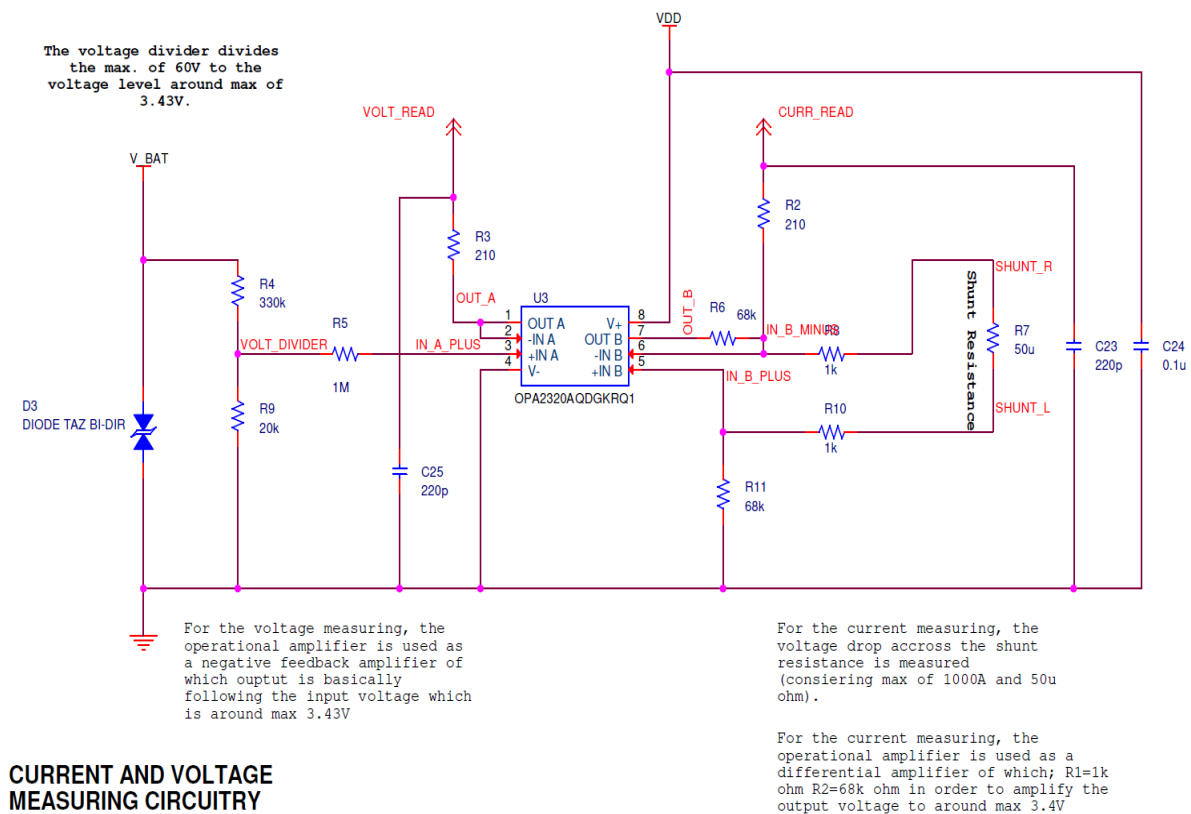 VDD
The voltage divider divides
the max. of 60V to the
voltage level around max of
3.43V.
VOLT_READ
CURR_READ
V_BAT
R2
210
R3
210
SHUNT_R
R4
330k
OUT_A
U3
OUT_B
R6
68k
Shunt Resistance
R5
1M
VOLT_DIVIDER
IN_A_PLUS
1
2
3
4
OUT A
-IN A
+IN A
V-
V+
OUT B
-IN B
+IN B
8
7
6
5
IN_B_MINUS
R8
1k
R7
50u
C23
220p
C24
0.1u
IN_B_PLUS
OPA2320AQDGKRQ1
D3
DIODE TAZ BI-DIR
R9
20k
R10
1k
SHUNT_L
C25
220p
R11
68k
For the voltage measuring, the
operational amplifier is used as
a negative feedback amplifier of
which ouptut is basically
following the input voltage which
is around max 3.43V
For the current measuring, the
voltage drop accross the shunt
resistance is measured
(consiering max of 1000A and 50u
ohm).
For the current measuring, the
operational amplifier is used as a
differential amplifier of which; R1=1k
ohm R2=68k ohm in order to amplify the
output voltage to around max 3.4V
CURRENT AND VOLTAGE
MEASURING CIRCUITRY